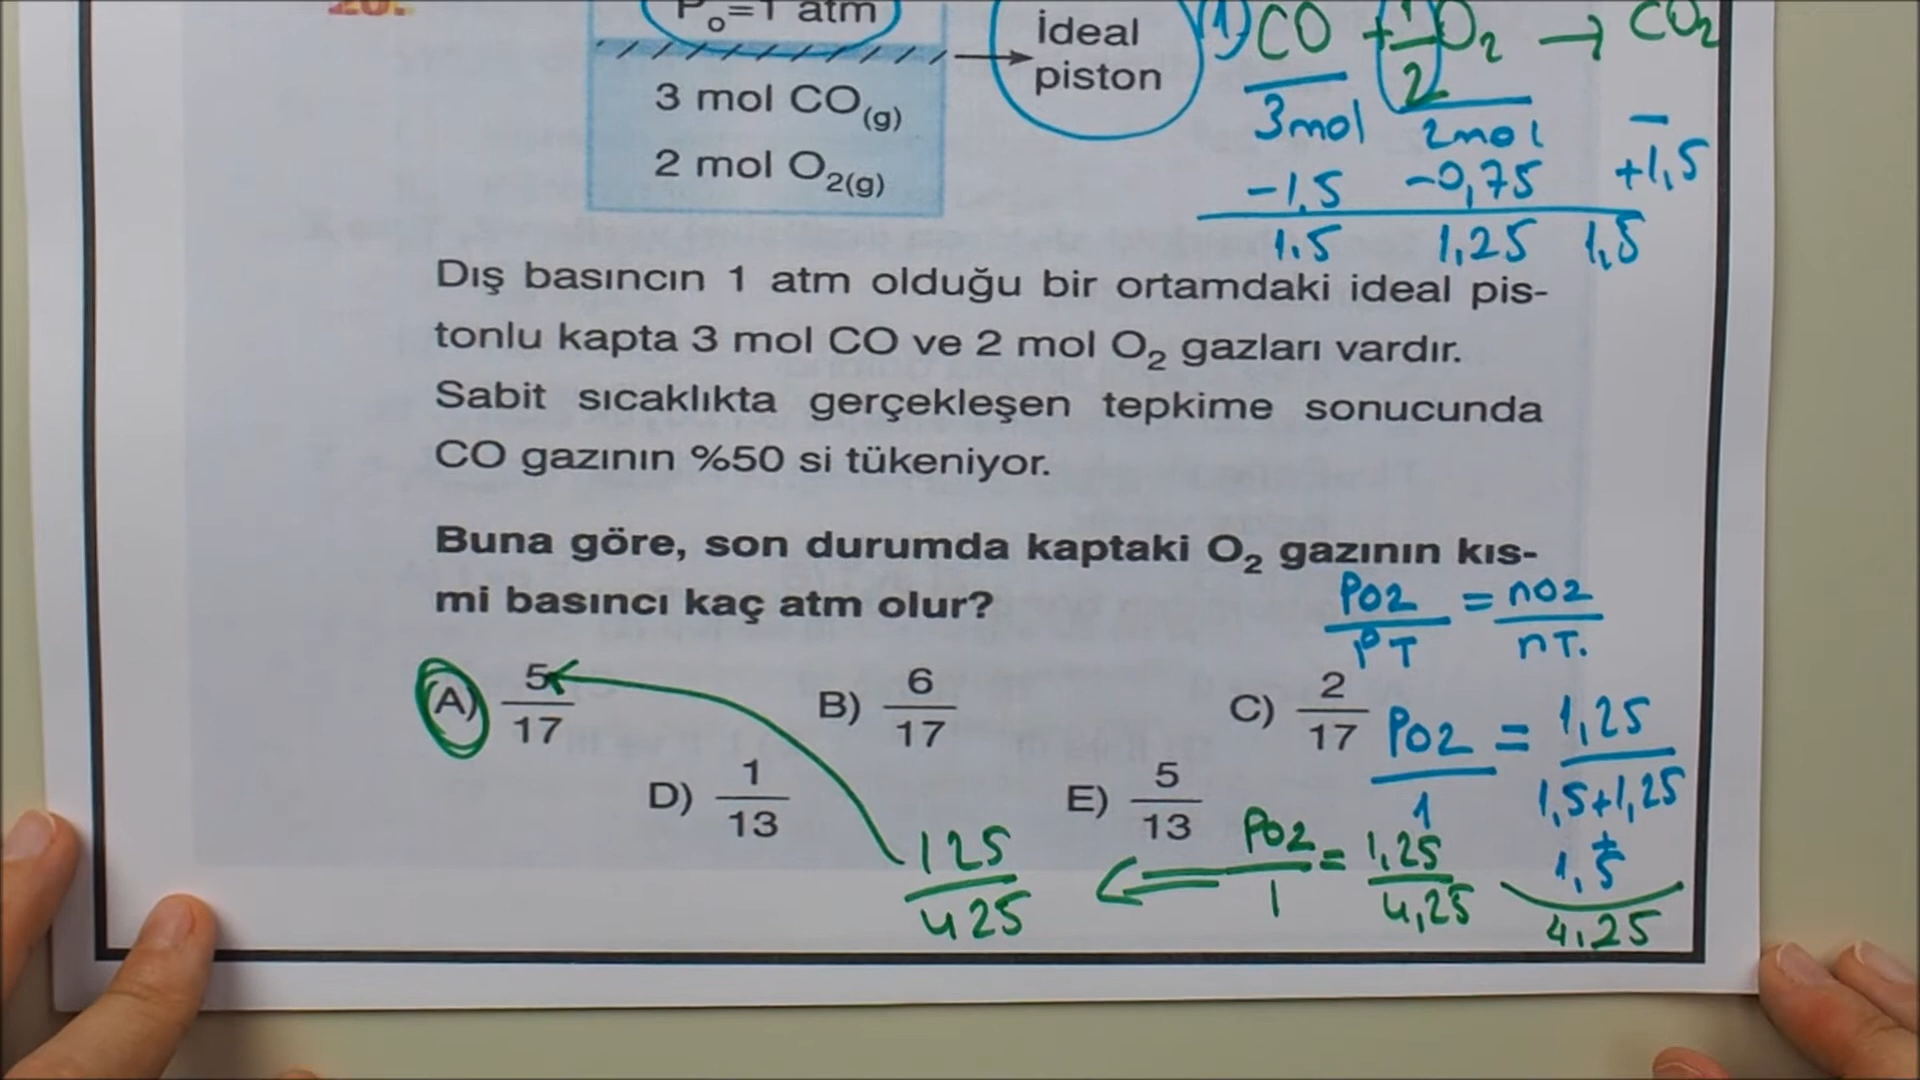 20.
P₀=1 atm
İdeal
piston
3 mol CO(g)
2 mol O₂(g)
(1) CO + 1/2 O₂ → CO₂
3mol 2mol –
-1,5 -0,75 +1,5
1,5 1,25 1,5
Dış basıncın 1 atm olduğu bir ortamdaki ideal pis-
tonlu kapta 3 mol CO ve 2 mol O₂ gazları vardır.
Sabit sıcaklıkta gerçekleşen tepkime sonucunda
CO gazının %50 si tükeniyor.
Buna göre, son durumda kaptaki O₂ gazının kıs-
mi basıncı kaç atm olur?
PO2/PT = nO2/nT.
A) 5/17 B) 6/17 C) 2/17
D) 1/13 E) 5/13
PO2/1 = 1,25/1,5+1,25+1,5
4,25
PO2/1 = 1,25/4,25
125/425